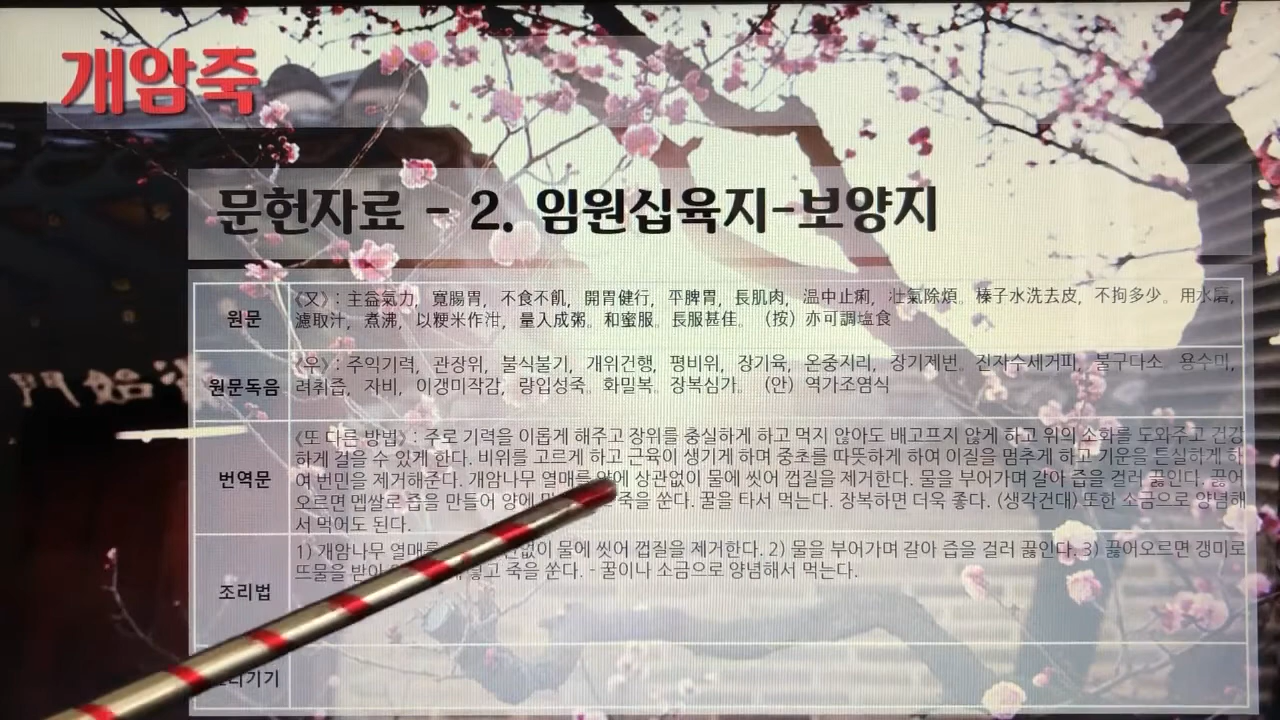 개암죽
문헌자료 - 2. 임원십육지-보양지
원문
《又》: 主益氣力, 寬腸胃, 不食不飢, 開胃健行, 平脾胃, 長肌肉, 温中止痢, 壮氣除煩。榛子水洗去皮, 不拘多少。用水磨,
濾取汁, 煮沸, 以粳米作泔, 量入成粥。和蜜服。長服甚佳。 (按) 亦可調塩食
원문독음
《우》: 주익기력, 관장위, 불식불기, 개위건행, 평비위, 장기육, 온중지리, 장기제번。진자수세거피, 불구다소。용수미,
려취즙, 자비, 이갱미작감, 량입성죽。화밀복。장복심가。 (안) 역가조염식
번역문
《또 다른 방법》: 주로 기력을 이롭게 해주고 장위를 충실하게 하고 먹지 않아도 배고프지 않게 하고 위의 소화를 도와주고 건강
하게 걸을 수 있게 한다. 비위를 고르게 하고 근육이 생기게 하며 중초를 따뜻하게 하여 이질을 멈추게 하고 기운을 튼실하게 하
여 번민을 제거해준다. 개암나무 열매를 양에 상관없이 물에 씻어 껍질을 제거한다. 물을 부어가며 갈아 즙을 걸러 끓인다. 끓어
오르면 멥쌀로 즙을 만들어 양에 죽을 쑨다. 꿀을 타서 먹는다. 장복하면 더욱 좋다. (생각건대) 또한 소금으로 양념해
서 먹어도 된다.
조리법
1) 개암나무 열매를 물에 씻어 껍질을 제거한다. 2) 물을 부어가며 갈아 즙을 걸러 끓인다. 3) 끓어오르면 갱미로
뜨물을 받아 넣고 죽을 쑨다. - 꿀이나 소금으로 양념해서 먹는다.